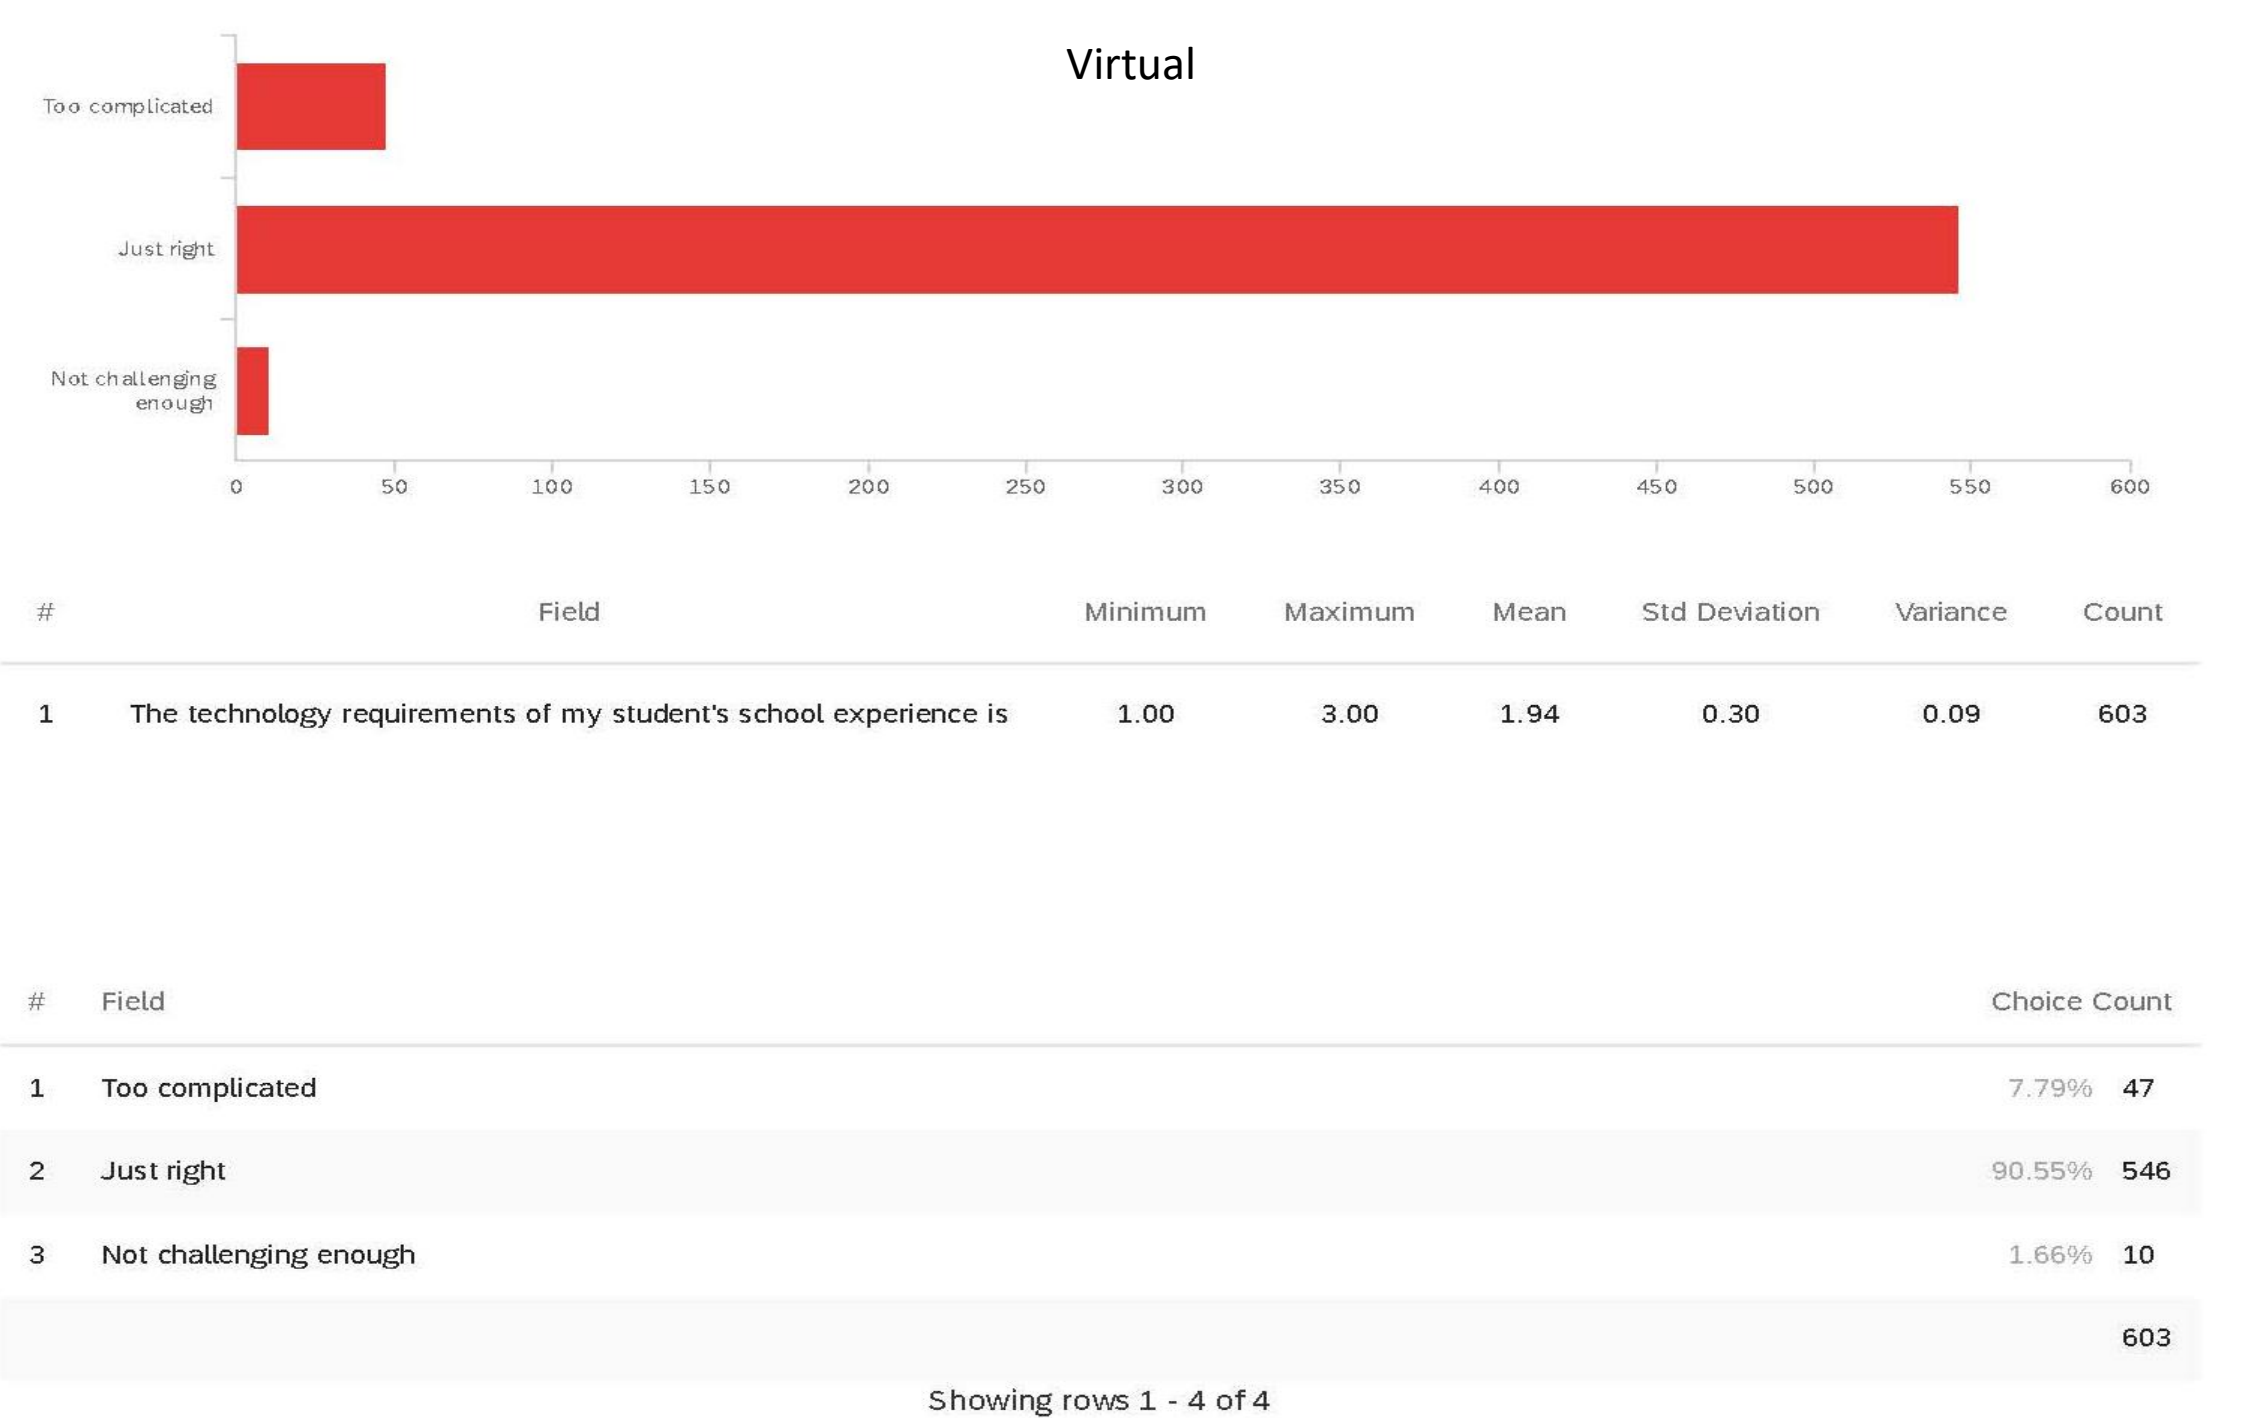 Virtual
Too complicated
Just right
Not challenging
enough
0 50 100 150 200 250 300 350 400 450 500 550 600
# Field Minimum Maximum Mean Std Deviation Variance Count
1 The technology requirements of my student's school experience is 1.00 3.00 1.94 0.30 0.09 603
# Field Choice Count
1 Too complicated 7.79% 47
2 Just right 90.55% 546
3 Not challenging enough 1.66% 10
603
Showing rows 1 - 4 of 4